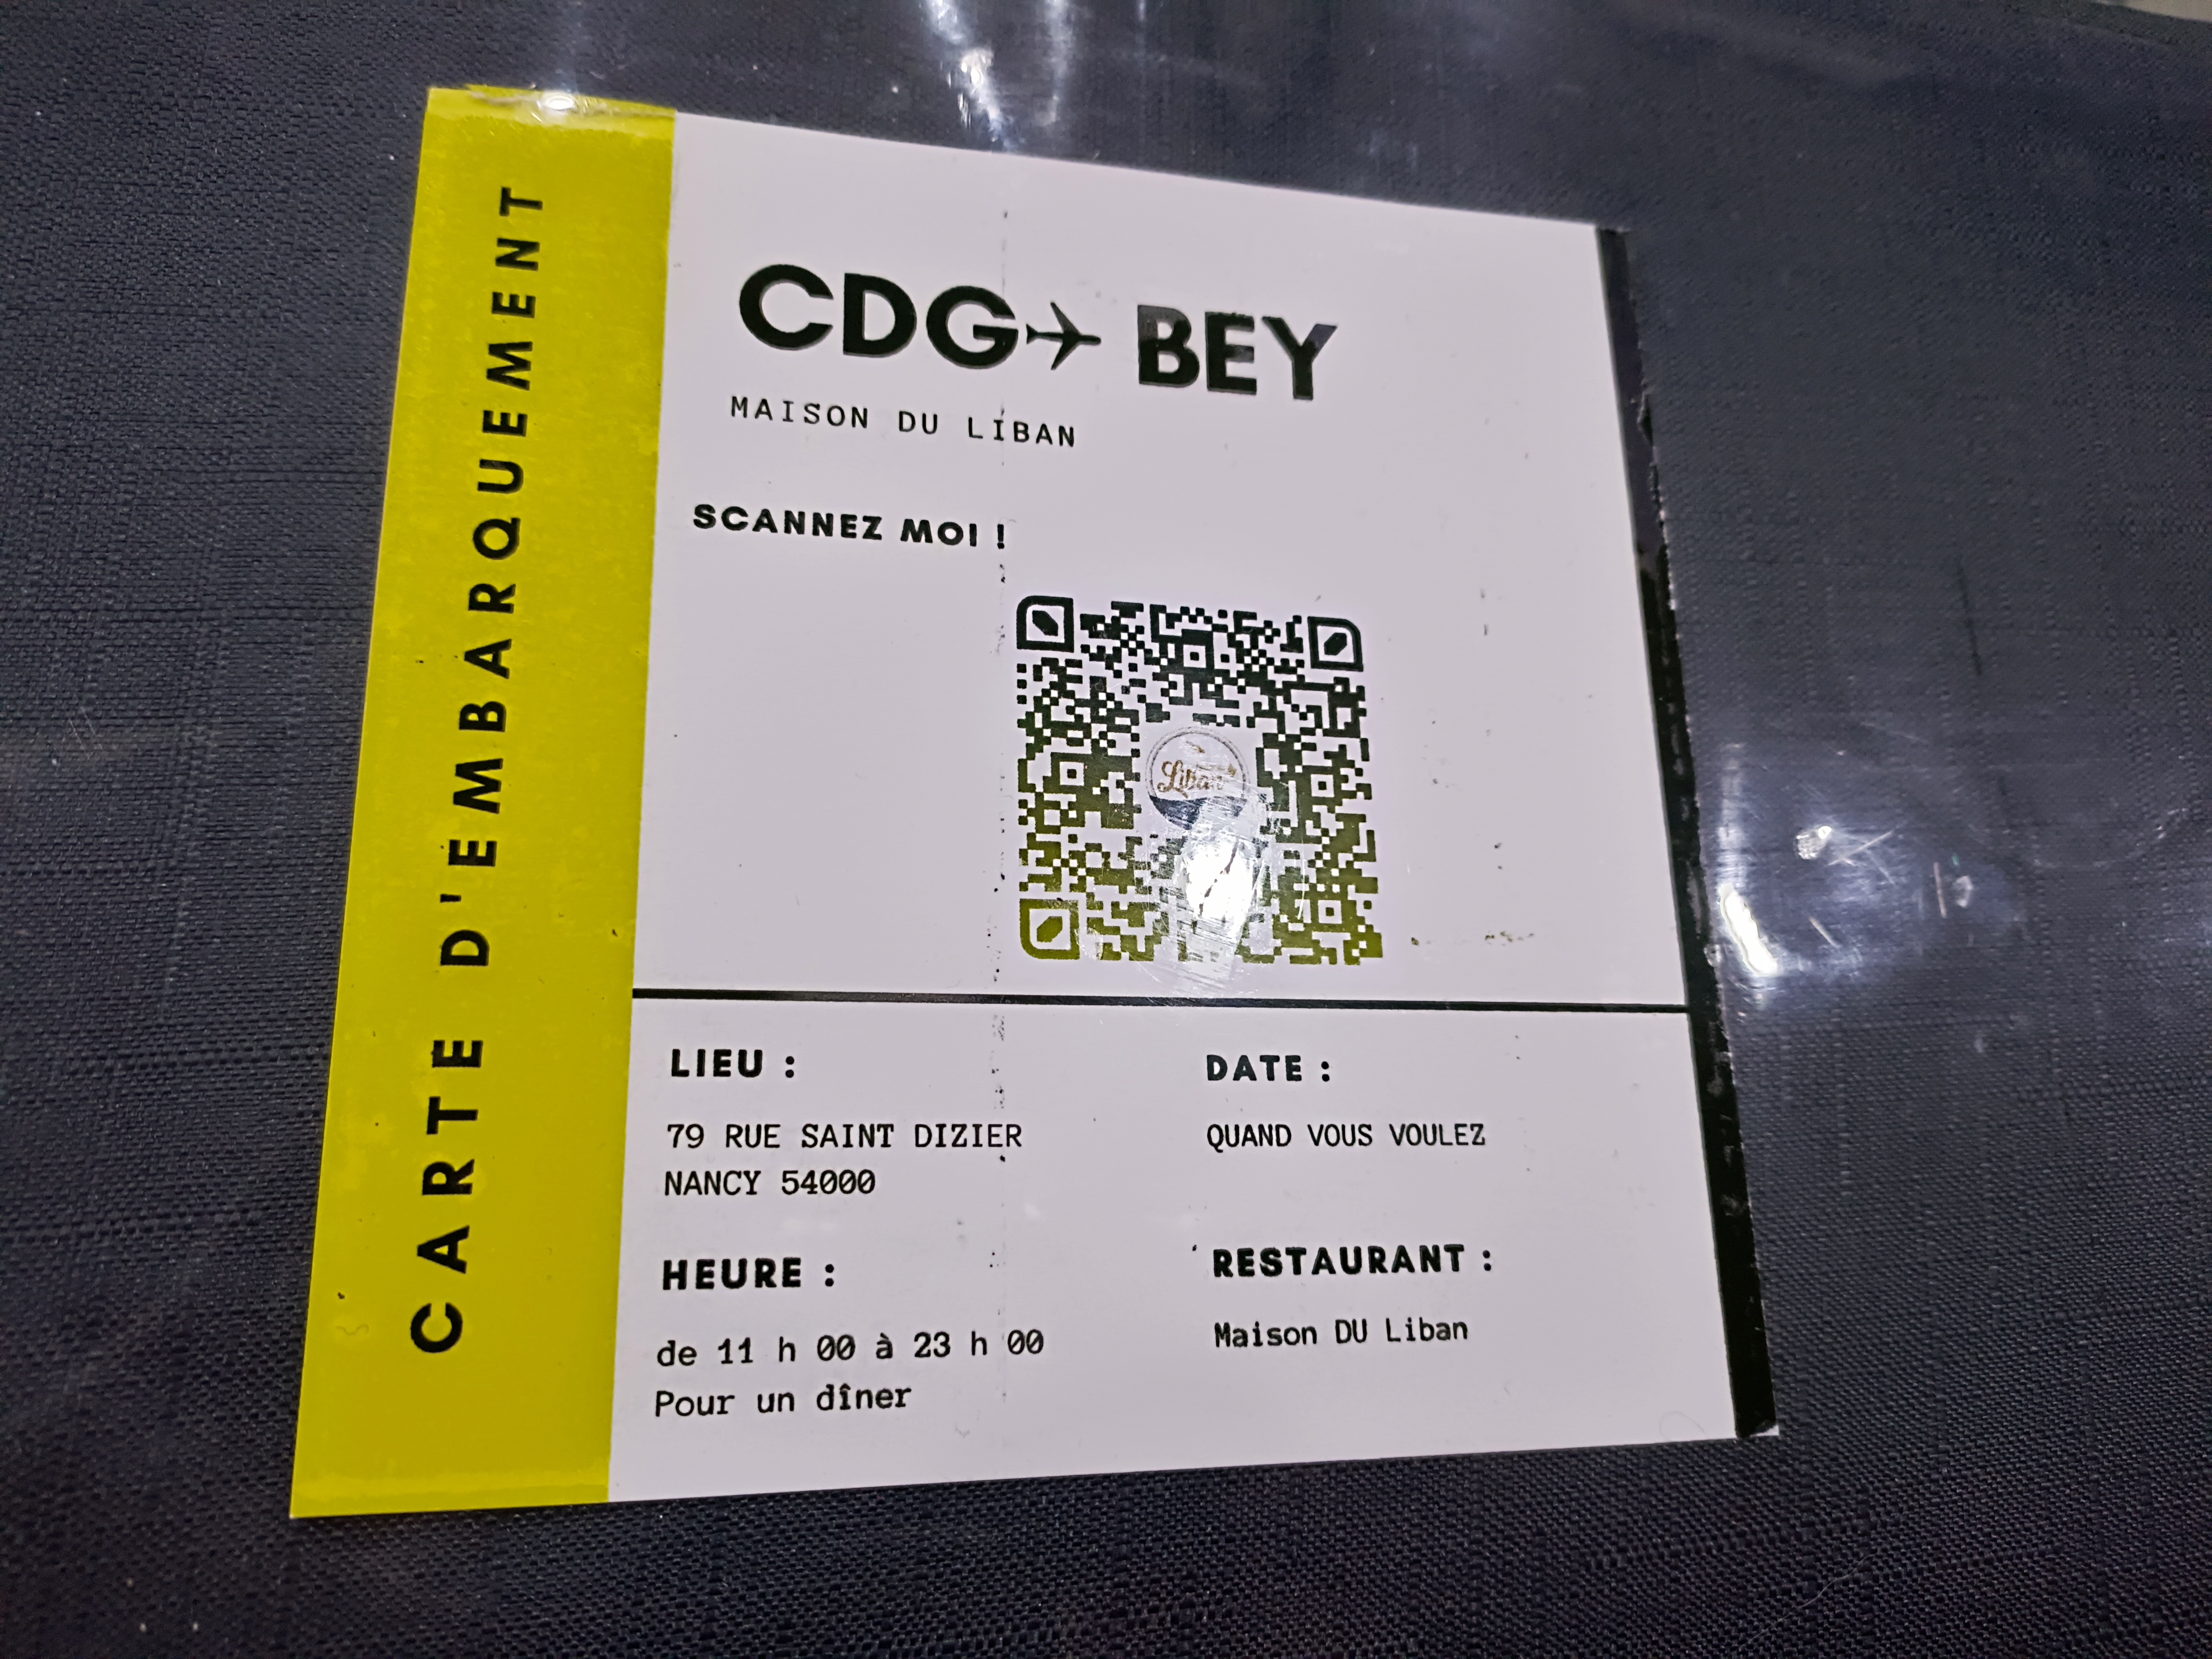 CARTE D'EMBARQUEMENT
CDG✈ BEY
MAISON DU LIBAN
SCANNEZ MOI !
Liban
LIEU :
79 RUE SAINT DIZIER
NANCY 54000
DATE :
QUAND VOUS VOULEZ
HEURE :
de 11 h 00 à 23 h 00
Pour un dîner
RESTAURANT :
Maison DU Liban